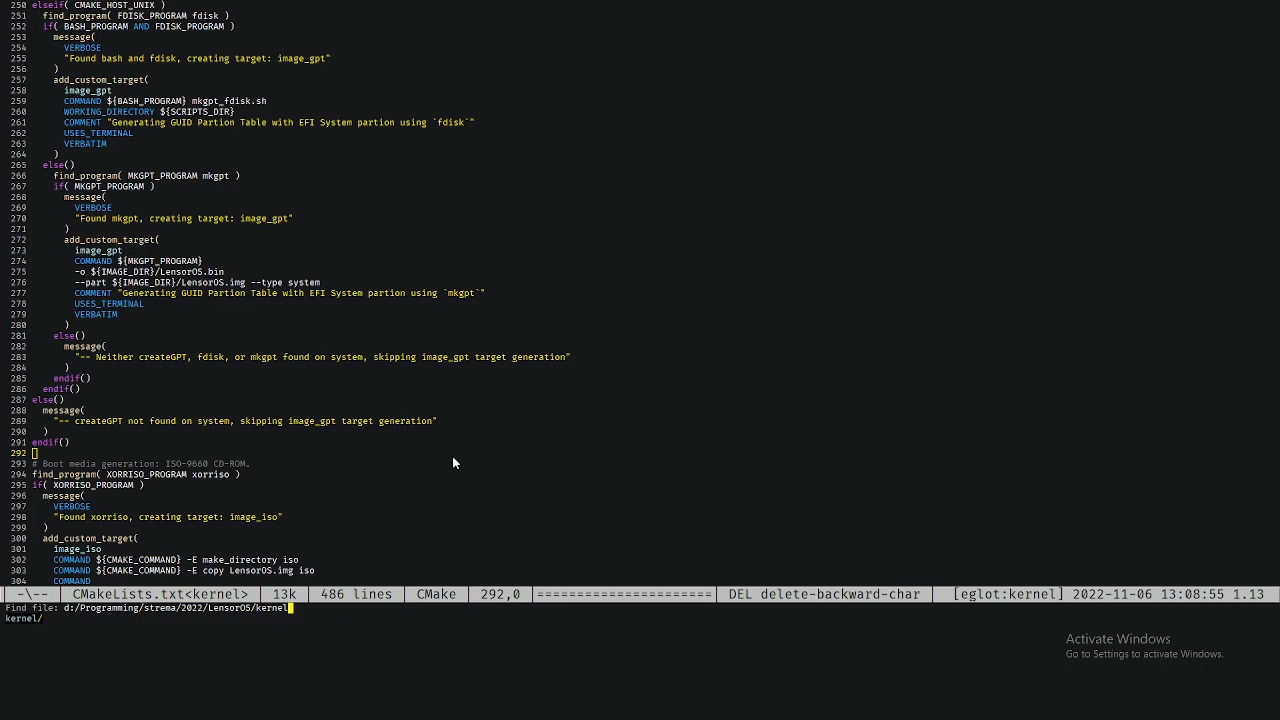 250 elseif( CMAKE_HOST_UNIX )
251   find_program( FDISK_PROGRAM fdisk )
252   if( BASH_PROGRAM AND FDISK_PROGRAM )
253     message(
254       VERBOSE
255       "Found bash and fdisk, creating target: image_gpt"
256     )
257     add_custom_target(
258       image_gpt
259       COMMAND ${BASH_PROGRAM} mkgpt_fdisk.sh
260       WORKING_DIRECTORY ${SCRIPTS_DIR}
261       COMMENT "Generating GUID Partion Table with EFI System partion using `fdisk`"
262       USES_TERMINAL
263       VERBATIM
264     )
265   else()
266     find_program( MKGPT_PROGRAM mkgpt )
267     if( MKGPT_PROGRAM )
268       message(
269         VERBOSE
270         "Found mkgpt, creating target: image_gpt"
271       )
272       add_custom_target(
273         image_gpt
274         COMMAND ${MKGPT_PROGRAM}
275         -o ${IMAGE_DIR}/LensorOS.bin
276         --part ${IMAGE_DIR}/LensorOS.img --type system
277         COMMENT "Generating GUID Partion Table with EFI System partion using `mkgpt`"
278         USES_TERMINAL
279         VERBATIM
280       )
281     else()
282       message(
283         "-- Neither createGPT, fdisk, or mkgpt found on system, skipping image_gpt target generation"
284       )
285     endif()
286   endif()
287 else()
288   message(
289     "-- createGPT not found on system, skipping image_gpt target generation"
290   )
291 endif()
292
293 # Boot media generation: ISO-9660 CD-ROM.
294 find_program( XORRISO_PROGRAM xorriso )
295 if( XORRISO_PROGRAM )
296   message(
297     VERBOSE
298     "Found xorriso, creating target: image_iso"
299   )
300   add_custom_target(
301     image_iso
302     COMMAND ${CMAKE_COMMAND} -E make_directory iso
303     COMMAND ${CMAKE_COMMAND} -E copy LensorOS.img iso
304     COMMAND
-\-- CMakeLists.txt<kernel> 13k 486 lines CMake 292,0 ====================== DEL delete-backward-char [eglot:kernel] 2022-11-06 13:08:55 1.13
Find file: d:/Programming/strema/2022/LensorOS/kernel
kernel/
Activate Windows
Go to Settings to activate Windows.